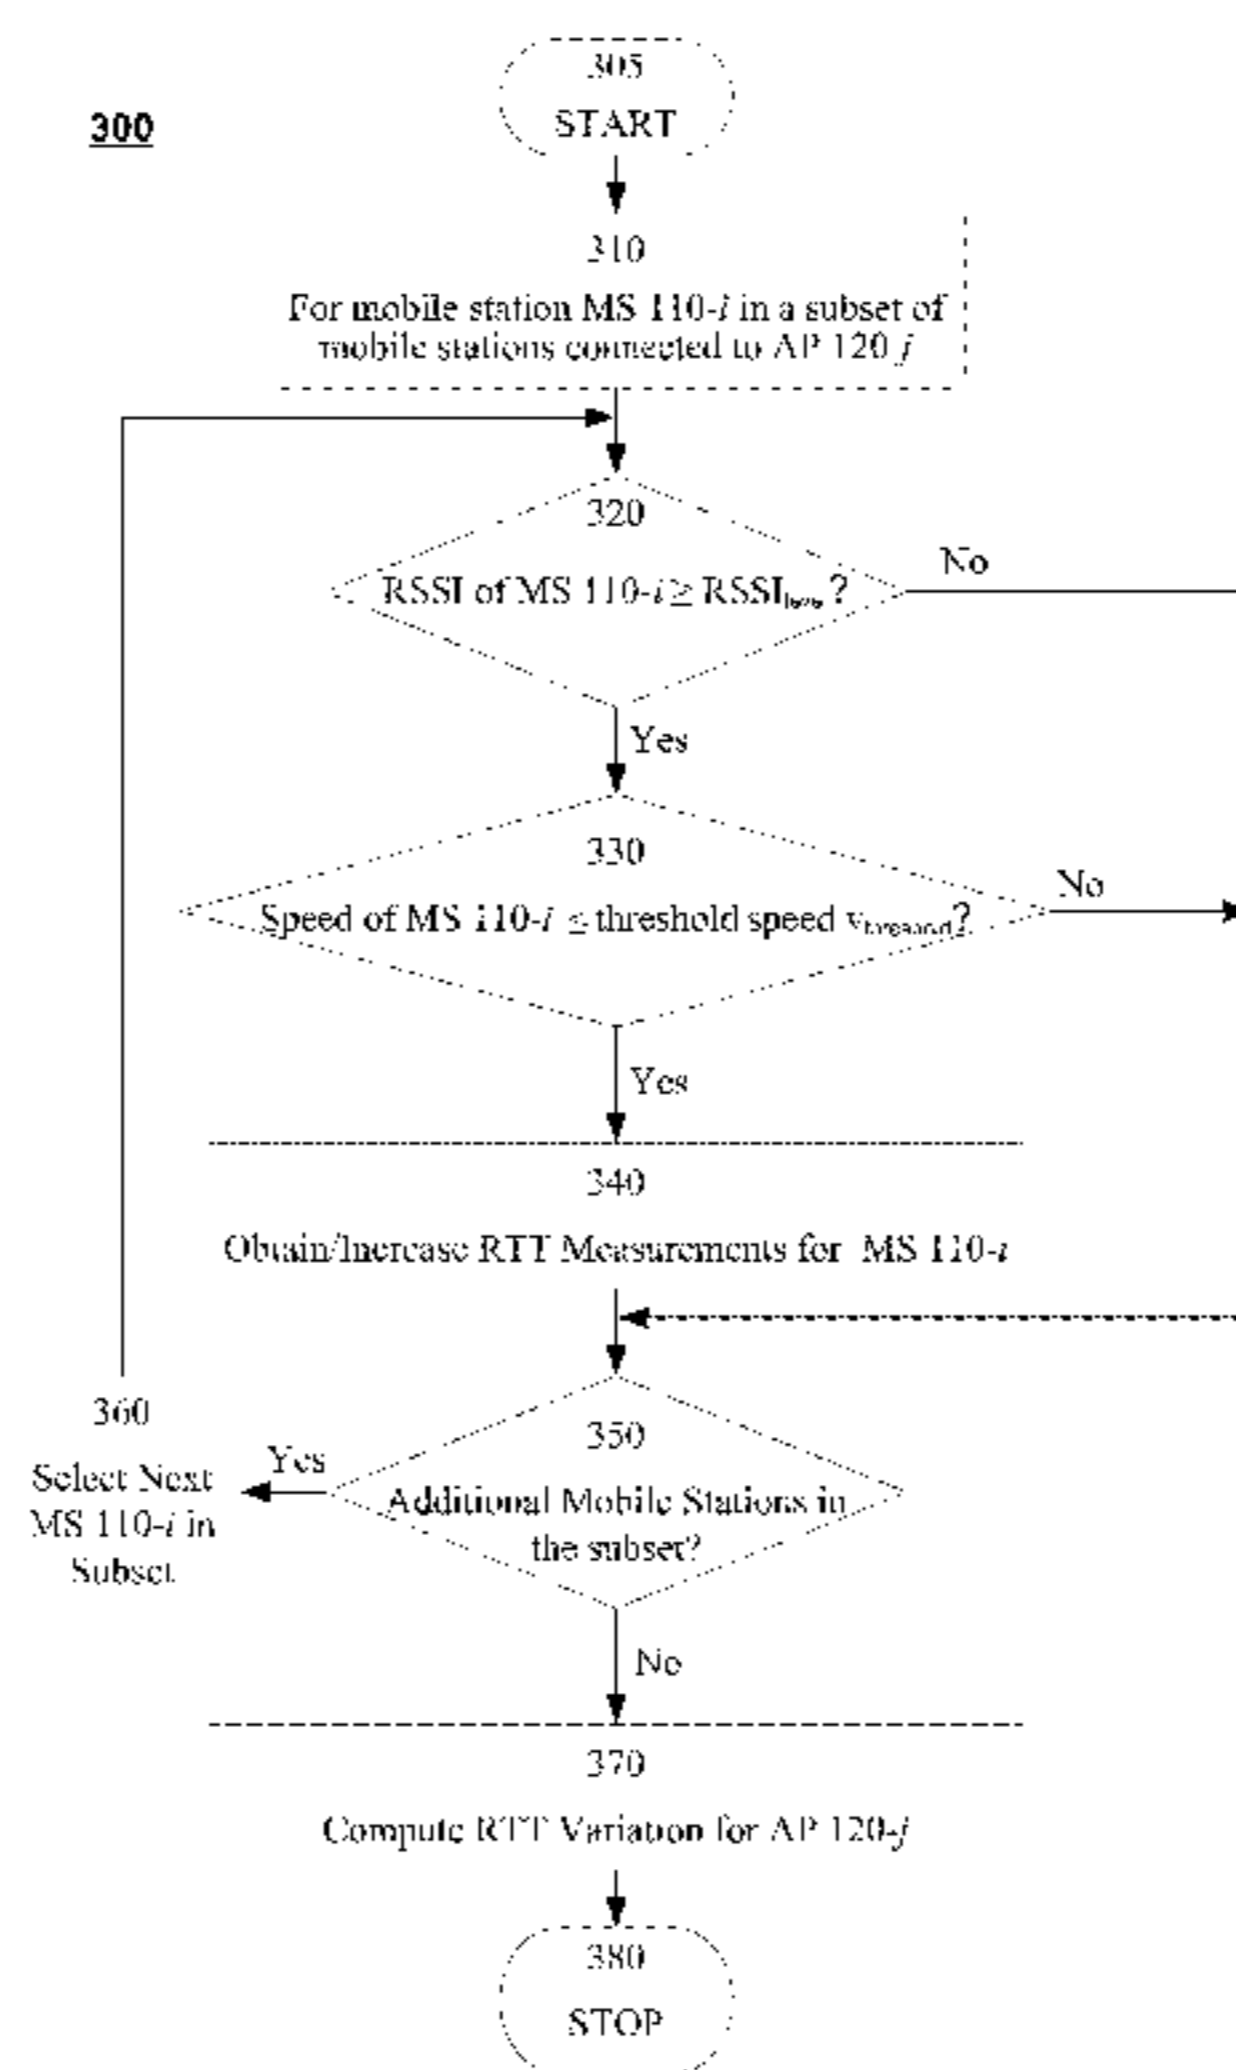 300
305
START
310
For mobile station MS 110-i in a subset of
mobile stations connected to AP 120-j
320
RSSI of MS 110-i ≥ RSSI ?
No
Yes
330
Speed of MS 110-i ≤ threshold speed v ?
No
Yes
340
Obtain/Increase RTT Measurements for MS 110-i
350
Additional Mobile Stations in
the subset?
Yes
360
Select Next
MS 110-i in
Subset
No
370
Compute RTT Variation for AP 120-j
380
STOP